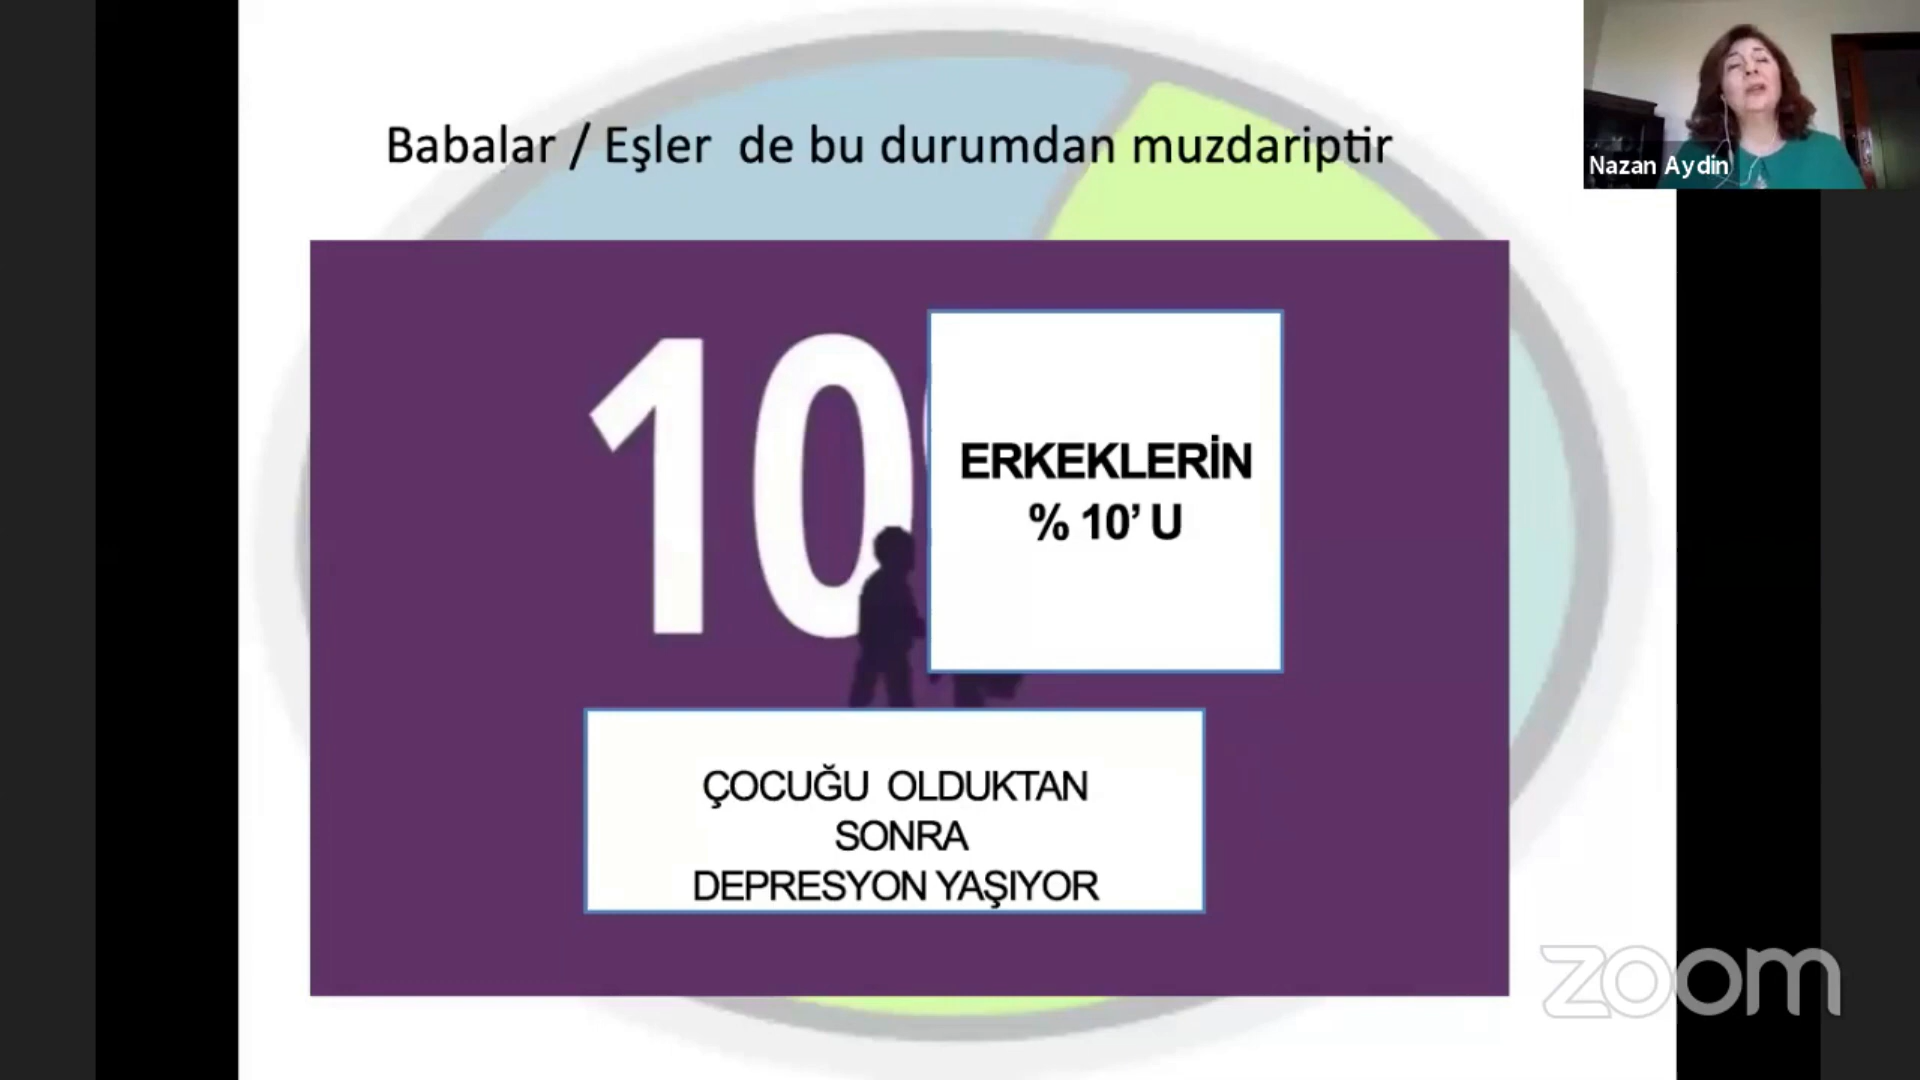 Babalar / Eşler de bu durumdan muzdariptir
Nazan Aydin
10
ERKEKLERİN
% 10’ U
ÇOCUĞU OLDUKTAN
SONRA
DEPRESYON YAŞIYOR
zoom